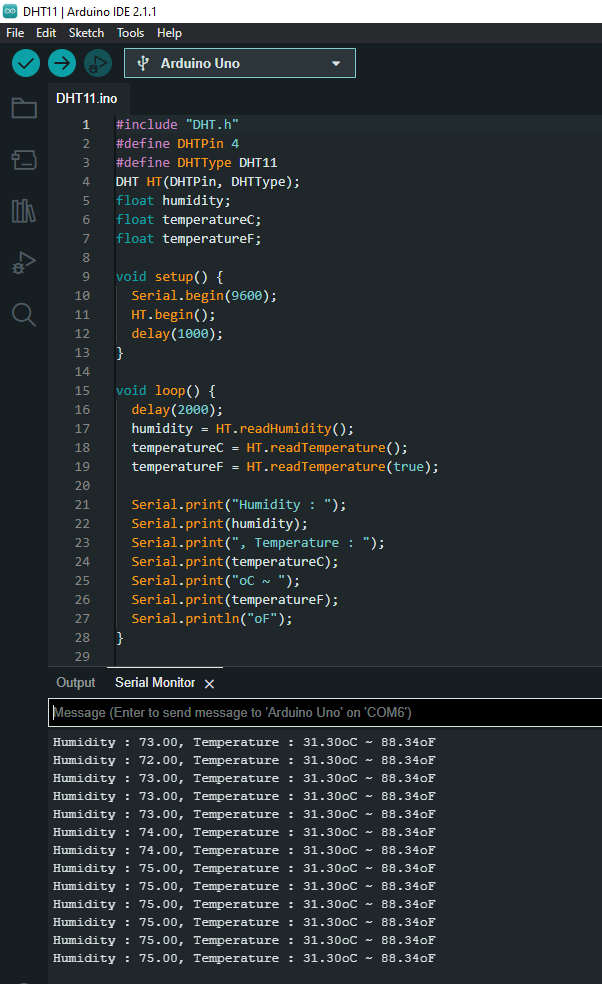 DHT11 | Arduino IDE 2.1.1
File Edit Sketch Tools Help
Arduino Uno
DHT11.ino
1 #include "DHT.h"
2 #define DHTPin 4
3 #define DHTType DHT11
4 DHT HT(DHTPin, DHTType);
5 float humidity;
6 float temperatureC;
7 float temperatureF;
8
9 void setup() {
10 Serial.begin(9600);
11 HT.begin();
12 delay(1000);
13 }
14
15 void loop() {
16 delay(2000);
17 humidity = HT.readHumidity();
18 temperatureC = HT.readTemperature();
19 temperatureF = HT.readTemperature(true);
20
21 Serial.print("Humidity : ");
22 Serial.print(humidity);
23 Serial.print(", Temperature : ");
24 Serial.print(temperatureC);
25 Serial.print("oC ~ ");
26 Serial.print(temperatureF);
27 Serial.println("oF");
28 }
29
Output Serial Monitor
Message (Enter to send message to 'Arduino Uno' on 'COM6')
Humidity : 73.00, Temperature : 31.30oC ~ 88.34oF
Humidity : 72.00, Temperature : 31.30oC ~ 88.34oF
Humidity : 73.00, Temperature : 31.30oC ~ 88.34oF
Humidity : 73.00, Temperature : 31.30oC ~ 88.34oF
Humidity : 73.00, Temperature : 31.30oC ~ 88.34oF
Humidity : 74.00, Temperature : 31.30oC ~ 88.34oF
Humidity : 74.00, Temperature : 31.30oC ~ 88.34oF
Humidity : 75.00, Temperature : 31.30oC ~ 88.34oF
Humidity : 75.00, Temperature : 31.30oC ~ 88.34oF
Humidity : 75.00, Temperature : 31.30oC ~ 88.34oF
Humidity : 75.00, Temperature : 31.30oC ~ 88.34oF
Humidity : 75.00, Temperature : 31.30oC ~ 88.34oF
Humidity : 75.00, Temperature : 31.30oC ~ 88.34oF